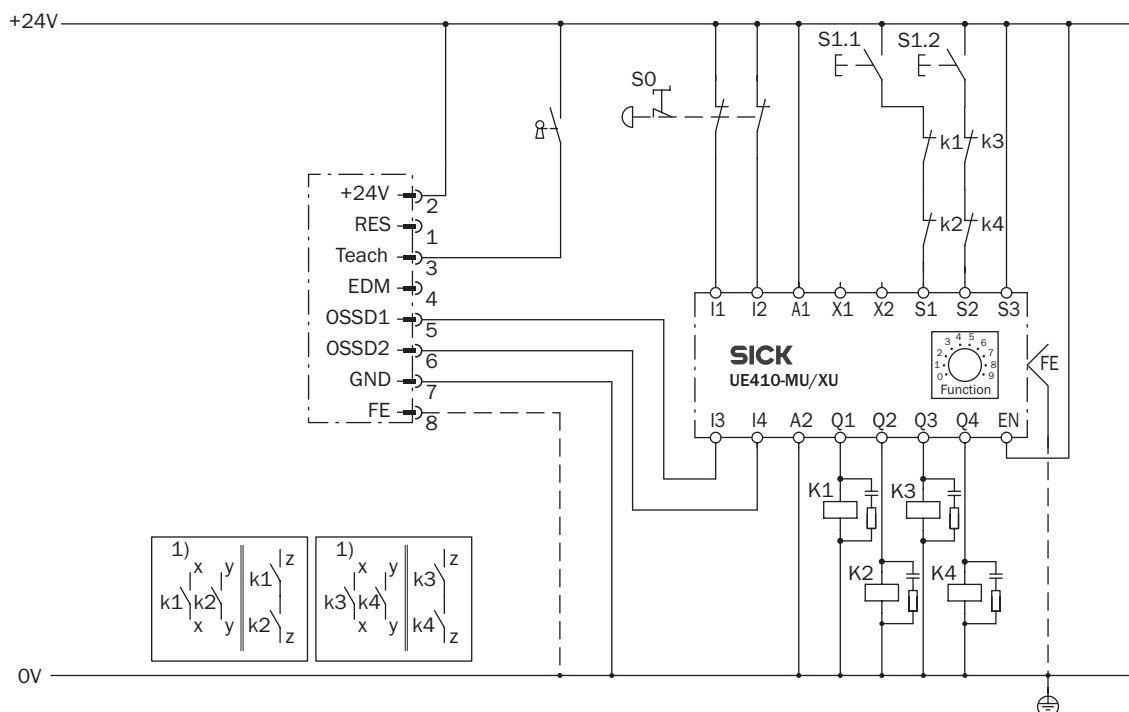 +24V
S1.1
S1.2
S0
k1
k3
k2
k4
+24V
2
RES
1
Teach
3
EDM
4
OSSD1
5
OSSD2
6
GND
7
FE
8
I1 I2 A1 X1 X2 S1 S2 S3
SICK
UE410-MU/XU
0 1 2 3 4 5 6 7 8 9
Function
FE
I3 I4 A2 Q1 Q2 Q3 Q4 EN
K1
K3
K2
K4
1)
x y z
k1 k2 k1
k2
x y z
1)
x y z
k3 k4 k3
k4
x y z
0V